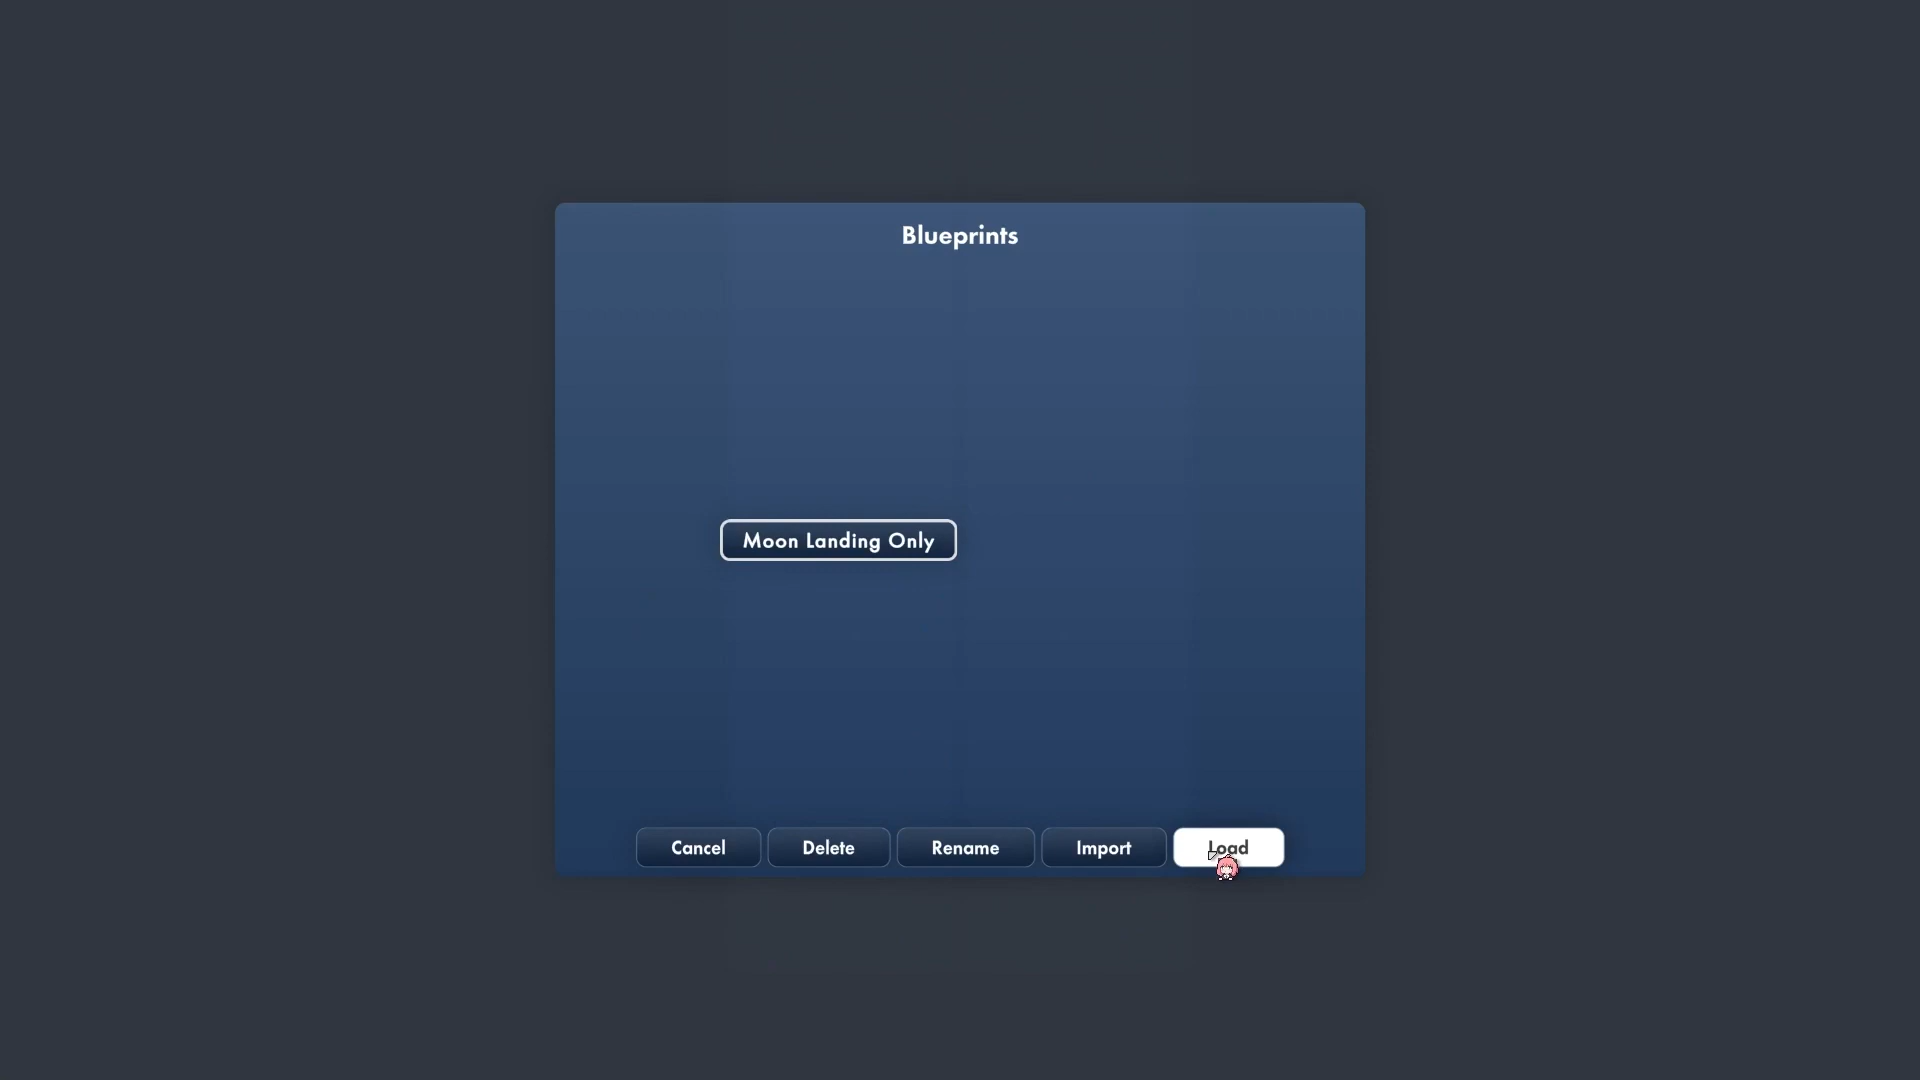 Blueprints
Moon Landing Only
Cancel
Delete
Rename
Import
Load